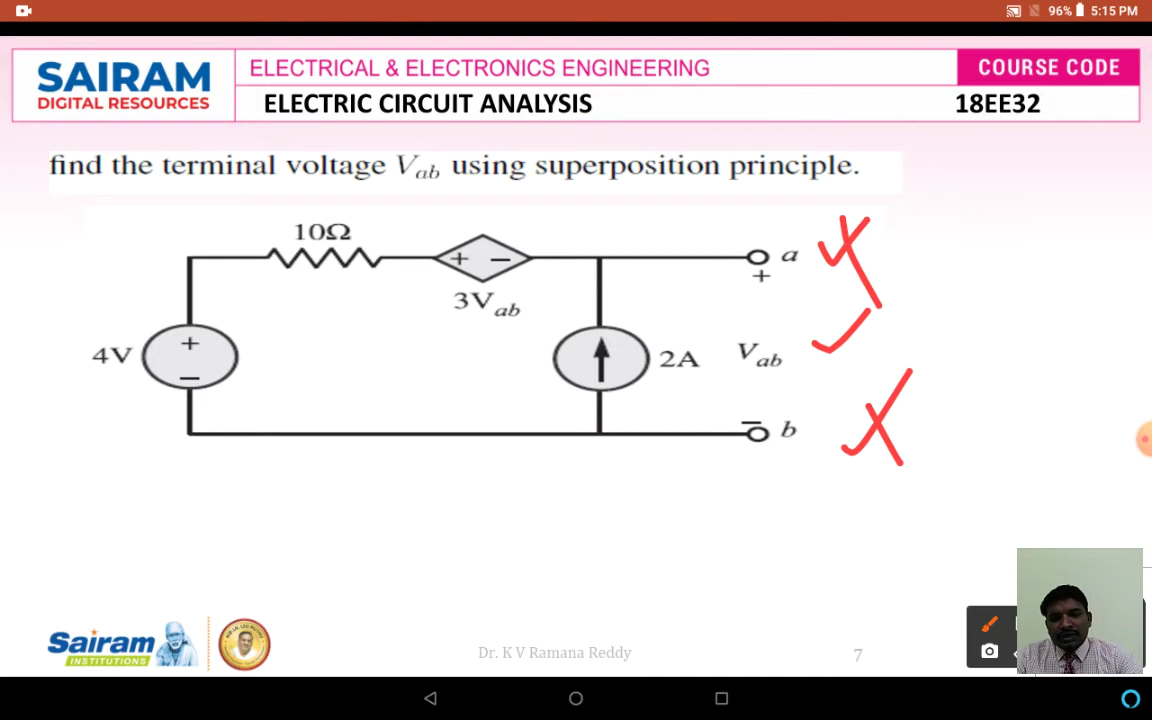 96% 5:15 PM
SAIRAM
DIGITAL RESOURCES
ELECTRICAL & ELECTRONICS ENGINEERING
COURSE CODE
ELECTRIC CIRCUIT ANALYSIS
18EE32
find the terminal voltage Vab using superposition principle.
10Ω
+ −
a
+
3Vab
4V
+
−
2A
Vab
−
b
Sairam
INSTITUTIONS
Dr. K V Ramana Reddy
7